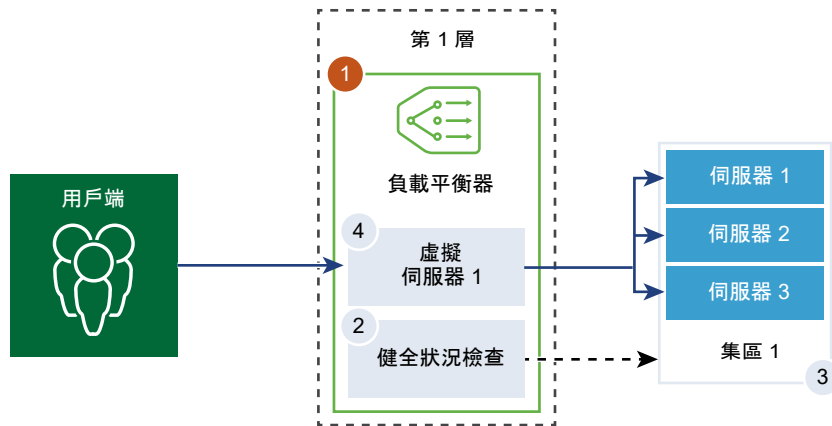 第 1 層
1
負載平衡器
用戶端
4
虛擬
伺服器 1
2
健全狀況檢查
伺服器 1
伺服器 2
伺服器 3
集區 1
3